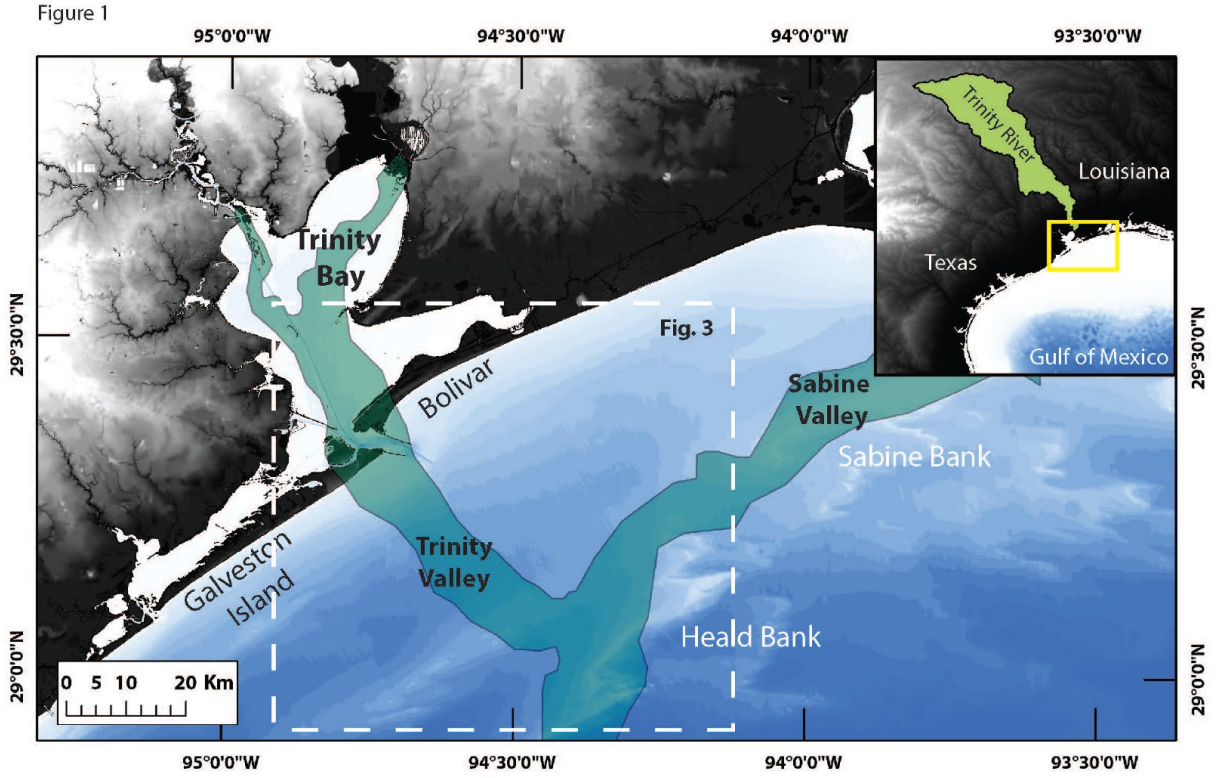 Figure 1
95°0'0"W
94°30'0"W
94°0'0"W
93°30'0"W
Trinity River
Louisiana
Texas
Gulf of Mexico
Trinity
Bay
29°30'0"N
29°30'0"N
Fig. 3
Bolivar
Sabine
Valley
Sabine Bank
Galveston
Island
Trinity
Valley
Heald Bank
29°0'0"N
29°0'0"N
0 5 10 20 Km
95°0'0"W
94°30'0"W
94°0'0"W
93°30'0"W